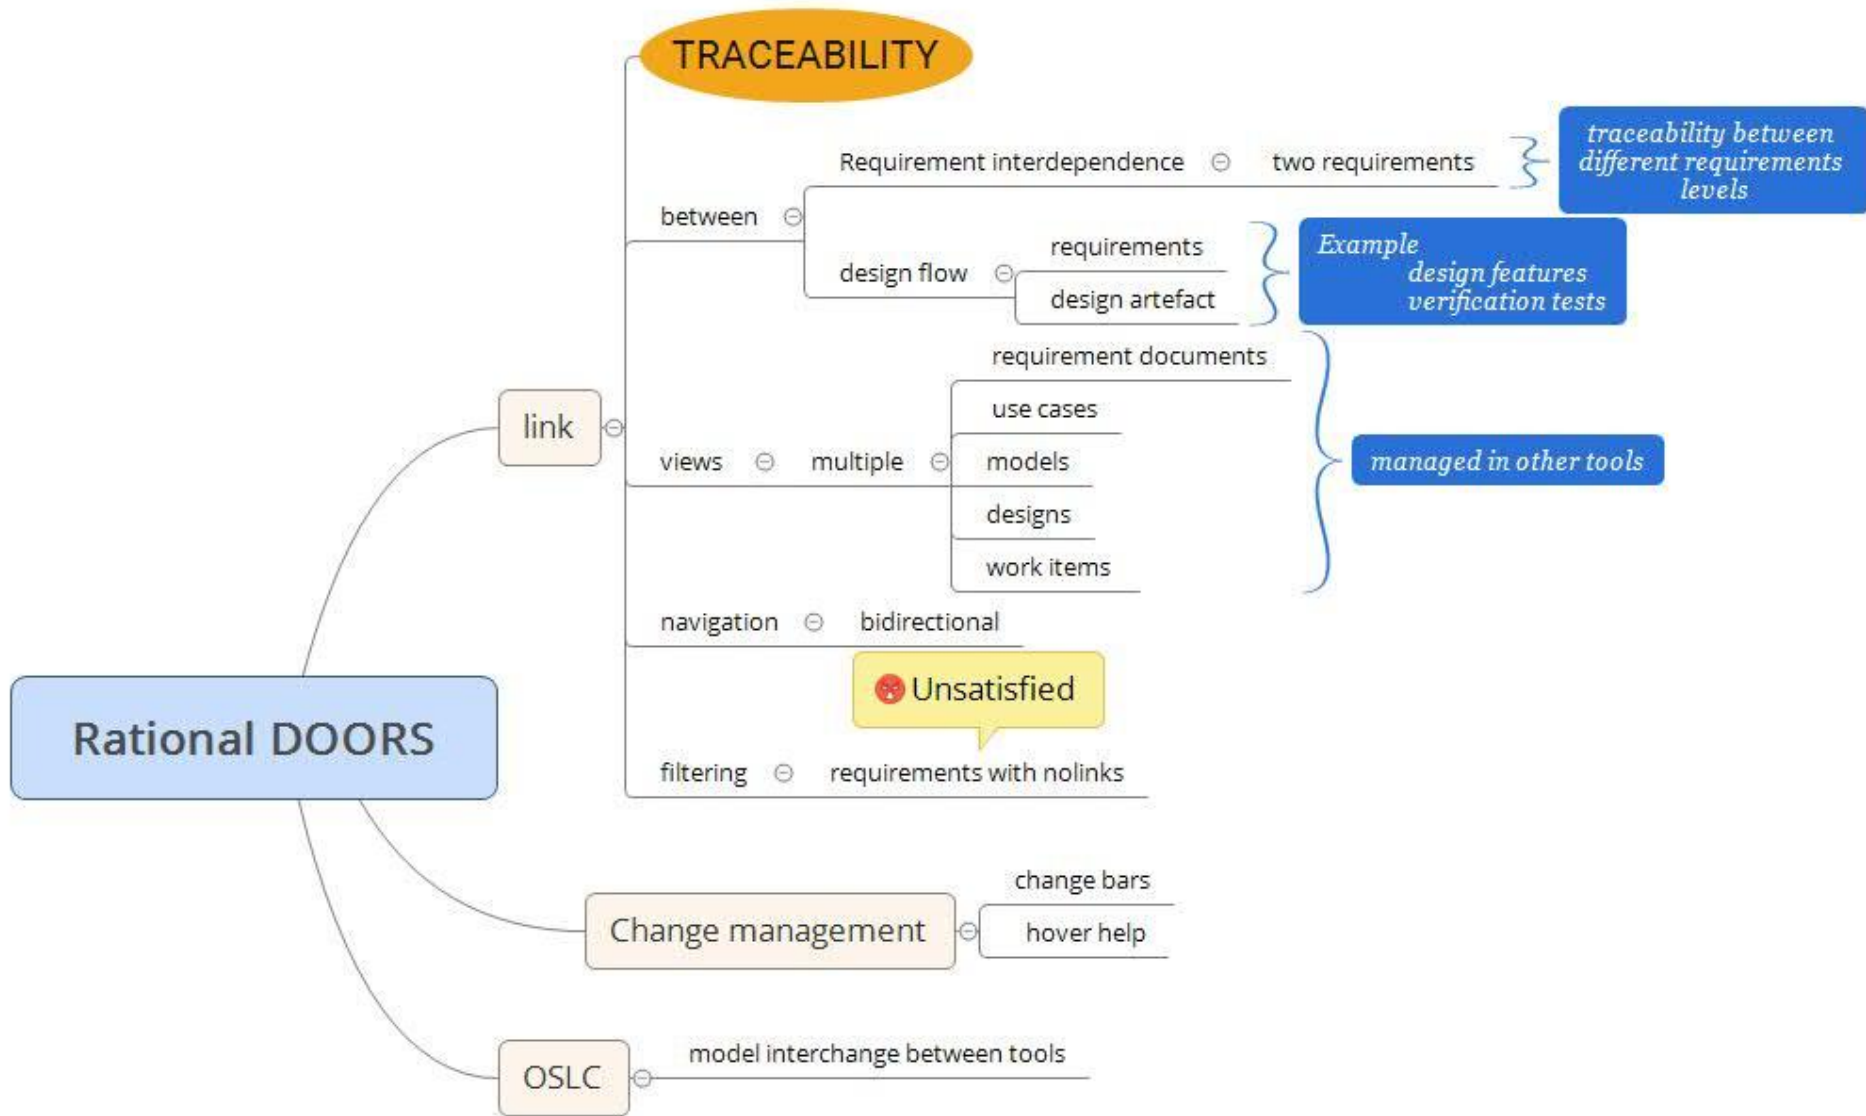 TRACEABILITY
traceability between
different requirements
levels
Requirement interdependence
two requirements
between
Example
design features
verification tests
requirements
design flow
design artefact
requirement documents
use cases
link
views
multiple
models
managed in other tools
designs
work items
navigation
bidirectional
Unsatisfied
Rational DOORS
filtering
requirements with nolinks
change bars
Change management
hover help
model interchange between tools
OSLC